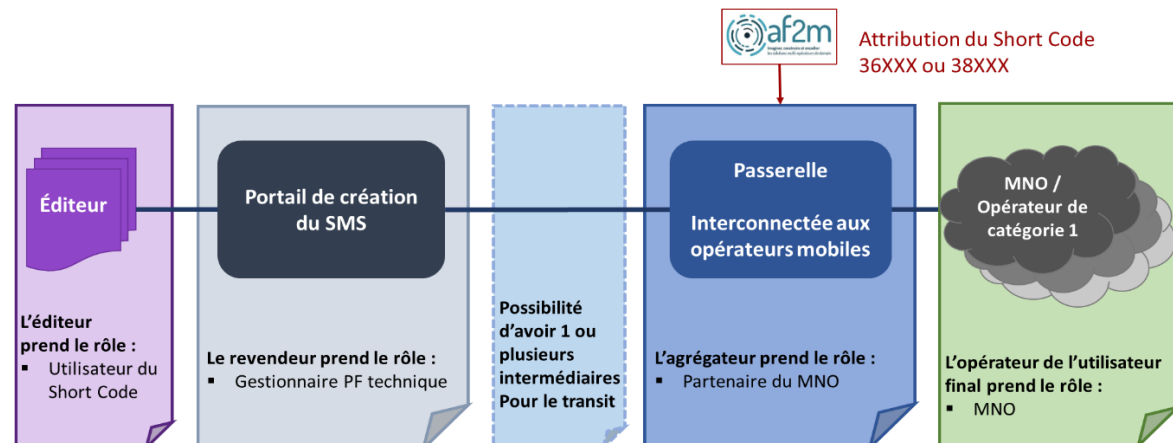 af2m
Attribution du Short Code
36XXX ou 38XXX
Éditeur
L’éditeur
prend le rôle :
▪ Utilisateur du
Short Code
Portail de création
du SMS
Le revendeur prend le rôle :
▪ Gestionnaire PF technique
Possibilité
d’avoir 1 ou
plusieurs
intermédiaires
Pour le transit
Passerelle
Interconnectée aux
opérateurs mobiles
L’agrégateur prend le rôle :
▪ Partenaire du MNO
MNO /
Opérateur de
catégorie 1
L’opérateur de l’utilisateur
final prend le rôle :
▪ MNO